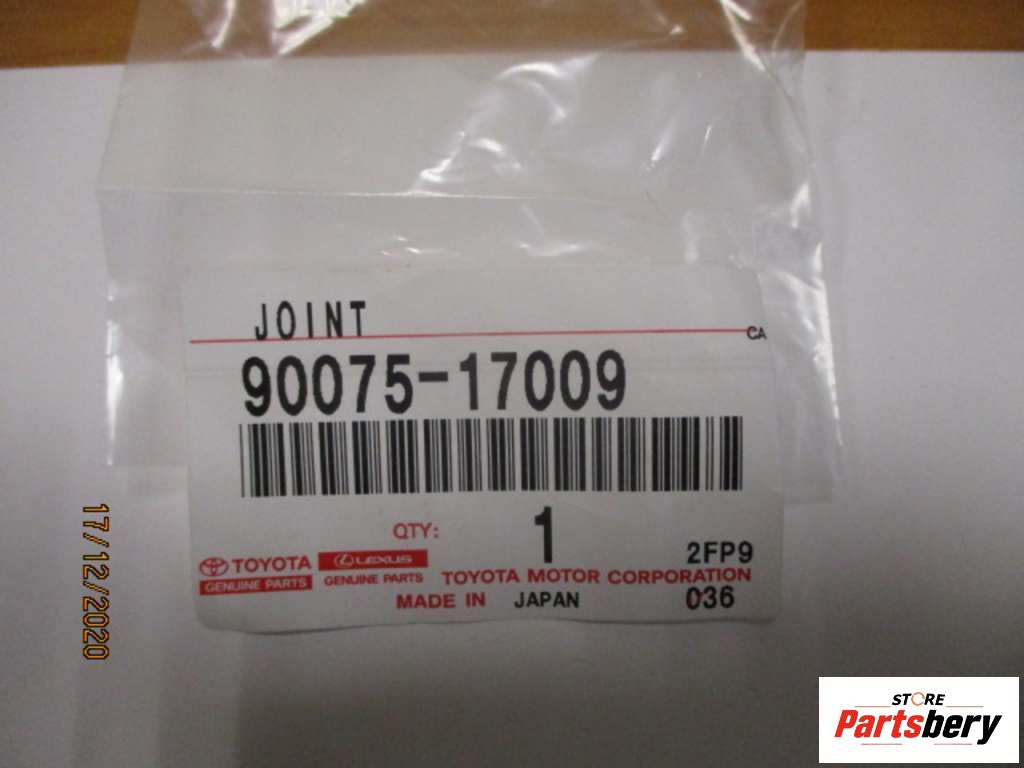 JOINT
CA
90075-17009
QTY: 1
2FP9
TOYOTA
GENUINE PARTS
LEXUS
GENUINE PARTS
TOYOTA MOTOR CORPORATION
MADE IN JAPAN
036
17/12/2020
STORE
Partsbery